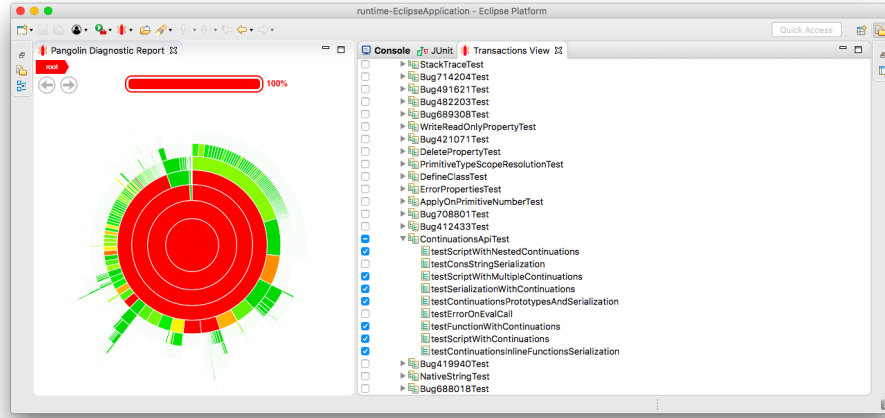 runtime-EclipseApplication - Eclipse Platform
Quick Access
Pangolin Diagnostic Report
root
100%
Console
JUnit
Transactions View
StackTraceTest
Bug714204Test
Bug491621Test
Bug482203Test
Bug689308Test
WriteReadOnlyPropertyTest
Bug421071Test
DeletePropertyTest
PrimitiveTypeScopeResolutionTest
DefineClassTest
ErrorPropertiesTest
ApplyOnPrimitiveNumberTest
Bug708801Test
Bug412433Test
ContinuationsApiTest
testScriptWithNestedContinuations
testConsStringSerialization
testScriptWithMultipleContinuations
testSerializationWithContinuations
testContinuationsPrototypesAndSerialization
testErrorOnEvalCall
testFunctionWithContinuations
testScriptWithContinuations
testContinuationsInlineFunctionsSerialization
Bug419940Test
NativeStringTest
Bug688018Test